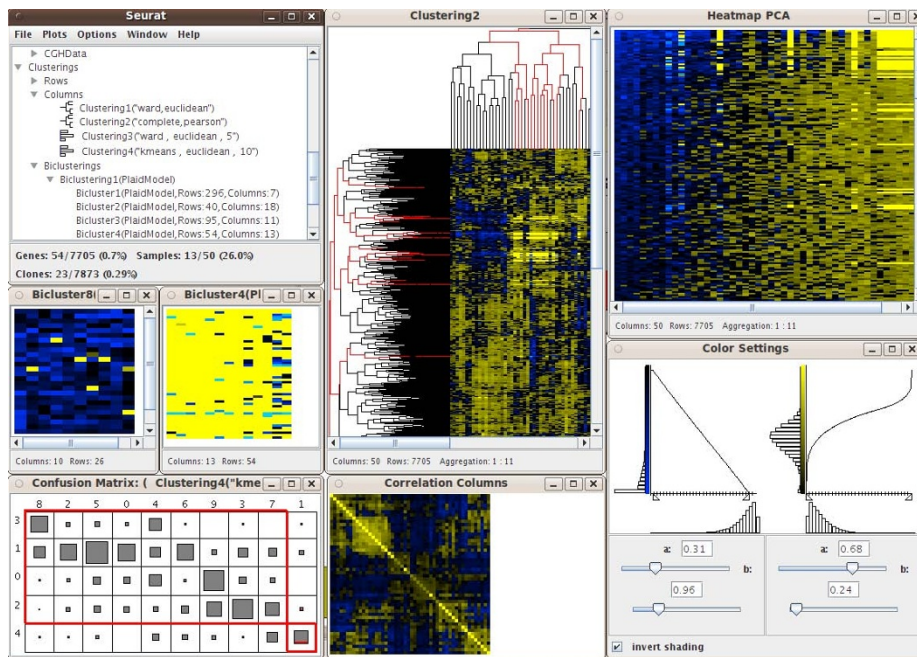 Seurat
File Plots Options Window Help
CGHData
Clusterings
Rows
Columns
Clustering1("ward,euclidean")
Clustering2("complete,pearson")
Clustering3("ward , euclidean , 5")
Clustering4("kmeans , euclidean , 10")
Biclusterings
Biclustering1(PlaidModel)
Bicluster1(PlaidModel,Rows:296,Columns:7)
Bicluster2(PlaidModel,Rows:40,Columns:18)
Bicluster3(PlaidModel,Rows:95,Columns:11)
Bicluster4(PlaidModel,Rows:54,Columns:13)
Genes: 54/7705 (0.7%) Samples: 13/50 (26.0%)
Clones: 23/7873 (0.29%)
Bicluster8(
Columns: 10 Rows: 26
Bicluster4(Pl
Columns: 13 Rows: 54
Clustering2
Columns: 50 Rows: 7705 Aggregation: 1 : 11
Heatmap PCA
Columns: 50 Rows: 7705 Aggregation: 1 : 11
Confusion Matrix: ( Clustering4("kme
8 2 5 0 4 6 9 3 7 1
3
1
0
2
4
Correlation Columns
Color Settings
a: 0.31 b:
0.96
a: 0.68 b:
0.24
invert shading